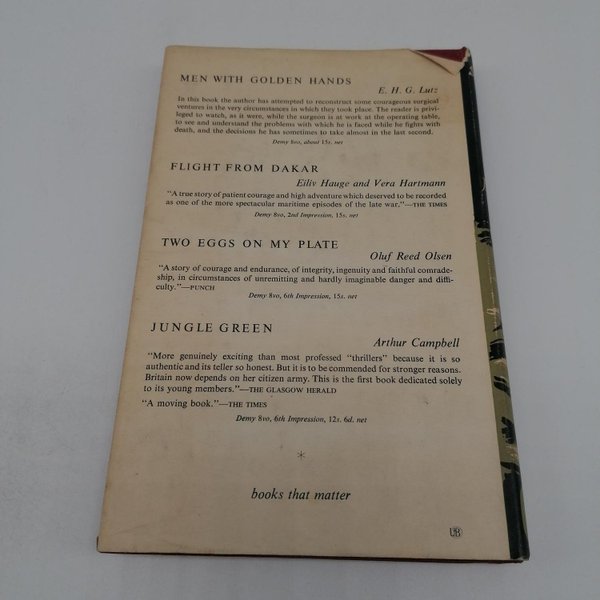 MEN WITH GOLDEN HANDS
E. H. G. Lutz
In this book the author has attempted to reconstruct some courageous surgical
ventures in the very circumstances in which they took place. The reader is privi-
leged to watch, as it were, while the surgeon is at work at the operating table,
to see and understand the problems with which he is faced while he fights with
death, and the decisions he has sometimes to take almost in the last second.
Demy 8vo, about 15s. net
FLIGHT FROM DAKAR
Eiliv Hauge and Vera Hartmann
"A true story of patient courage and high adventure which deserved to be recorded
as one of the more spectacular maritime episodes of the late war."—THE TIMES
Demy 8vo, 2nd Impression, 15s. net
TWO EGGS ON MY PLATE
Oluf Reed Olsen
"A story of courage and endurance, of integrity, ingenuity and faithful comrade-
ship, in circumstances of unremitting and hardly imaginable danger and diffi-
culty."—PUNCH
Demy 8vo, 6th Impression, 15s. net
JUNGLE GREEN
Arthur Campbell
"More genuinely exciting than most professed "thrillers" because it is so
authentic and its teller so honest. But it is to be commended for stronger reasons.
Britain now depends on her citizen army. This is the first book dedicated solely
to its young members."—THE GLASGOW HERALD
"A moving book."—THE TIMES
Demy 8vo, 6th Impression, 12s. 6d. net
*
books that matter